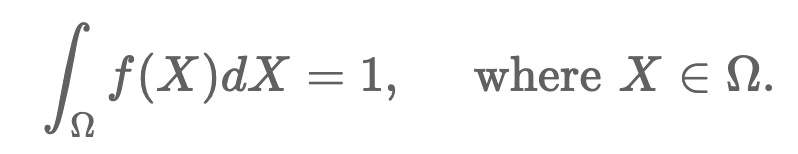 ∫_Ω f(X)dX = 1, where X ∈ Ω.